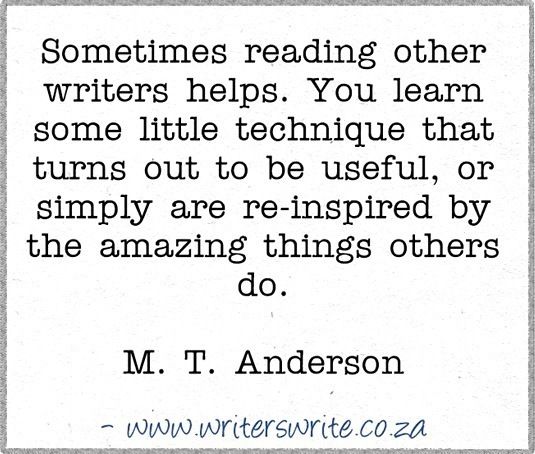 Sometimes reading other
writers helps. You learn
some little technique that
turns out to be useful, or
simply are re-inspired by
the amazing things others
do.
M. T. Anderson
- www.writerswrite.co.za